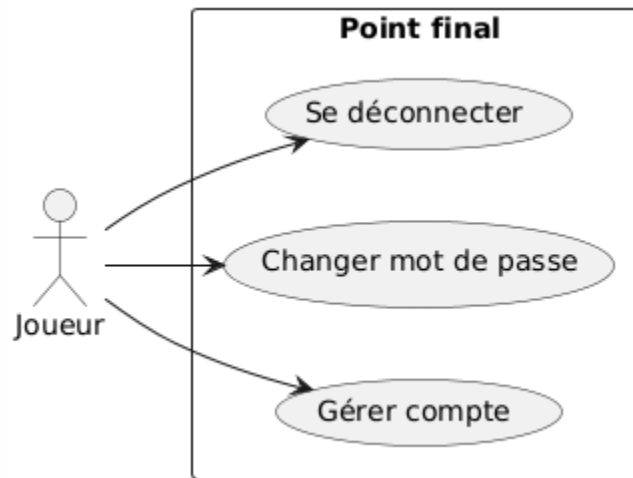 Point final
Se déconnecter
Changer mot de passe
Joueur
Gérer compte